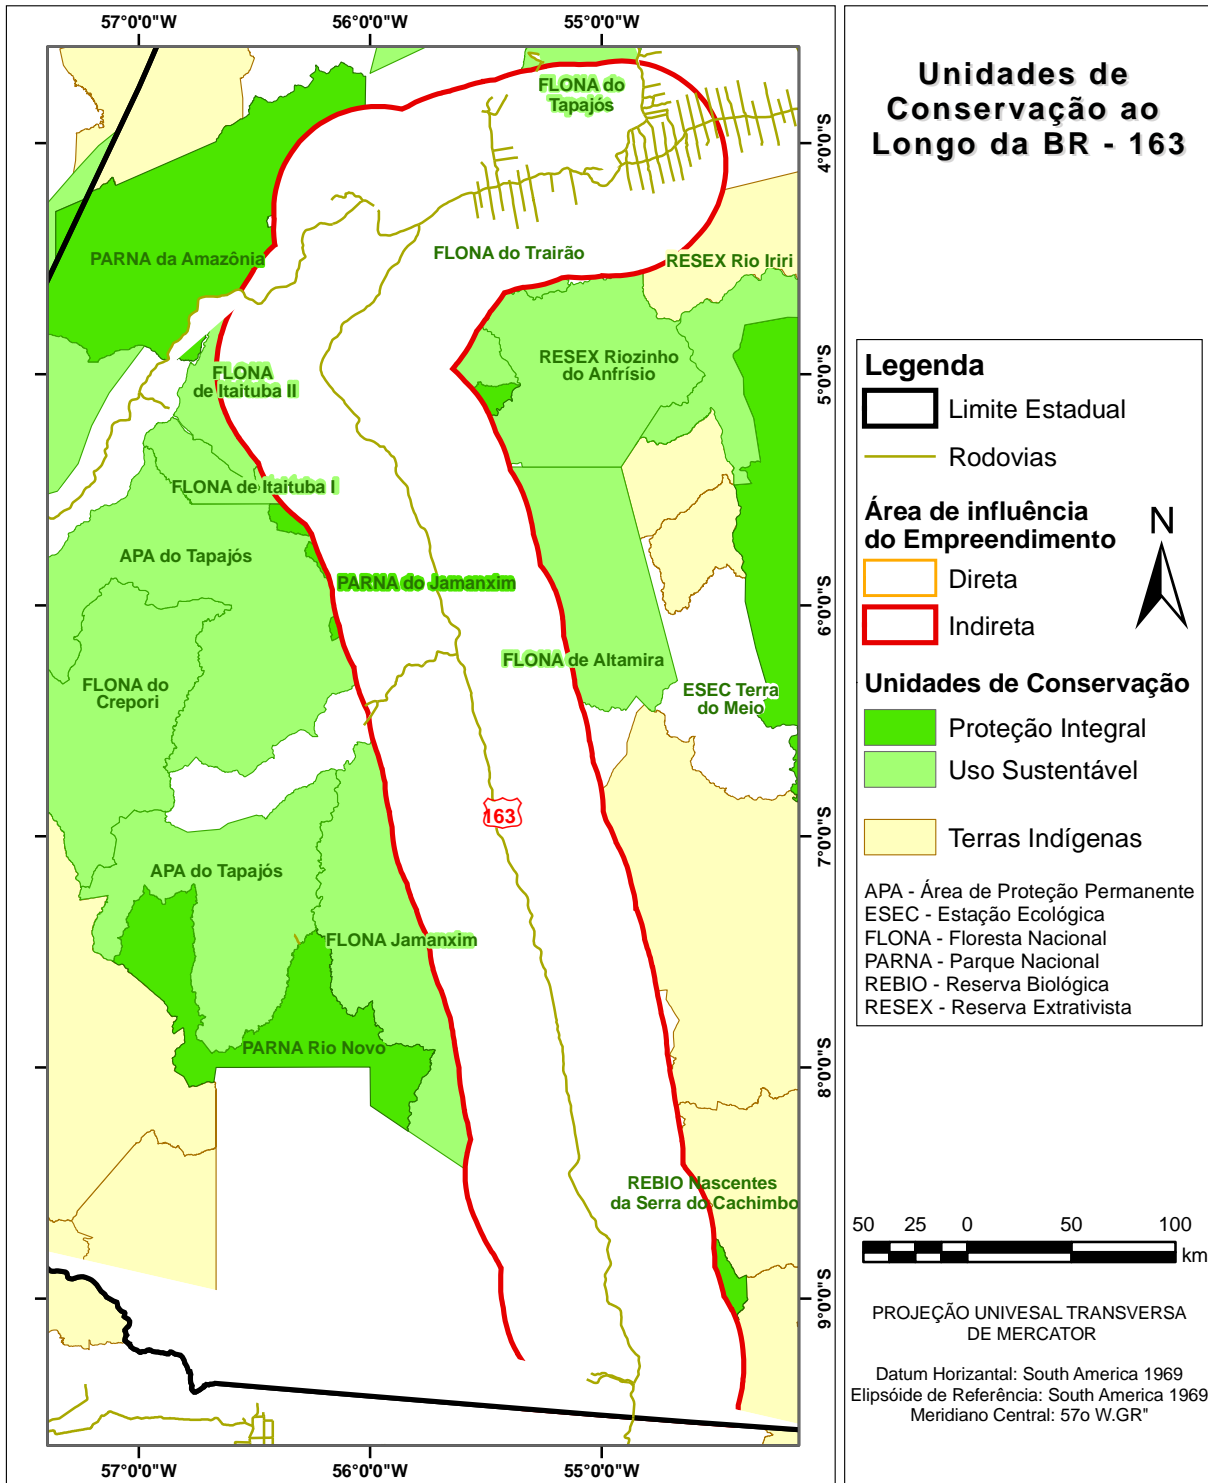 57°0'0"W
56°0'0"W
55°0'0"W
Unidades de
Conservação ao
Longo da BR - 163
FLONA do
Tapajós
4°0'0"S
PARNA da Amazônia
FLONA do Trairão
RESEX Rio Iriri
RESEX Riozinho
do Anfrísio
5°0'0"S
FLONA
de Itaituba II
FLONA de Itaituba I
APA do Tapajós
PARNA do Jamanxim
6°0'0"S
FLONA de Altamira
FLONA do
Crepori
ESEC Terra
do Meio
163
7°0'0"S
APA do Tapajós
FLONA Jamanxim
PARNA Rio Novo
8°0'0"S
REBIO Nascentes
da Serra do Cachimbo
9°0'0"S
57°0'0"W
56°0'0"W
55°0'0"W
Legenda
Limite Estadual
Rodovias
Área de influência
do Empreendimento
N
Direta
Indireta
Unidades de Conservação
Proteção Integral
Uso Sustentável
Terras Indígenas
APA - Área de Proteção Permanente
ESEC - Estação Ecológica
FLONA - Floresta Nacional
PARNA - Parque Nacional
REBIO - Reserva Biológica
RESEX - Reserva Extrativista
50 25 0 50 100
km
PROJEÇÃO UNIVESAL TRANSVERSA
DE MERCATOR
Datum Horizantal: South America 1969
Elipsóide de Referência: South America 1969
Meridiano Central: 57o W.GR"